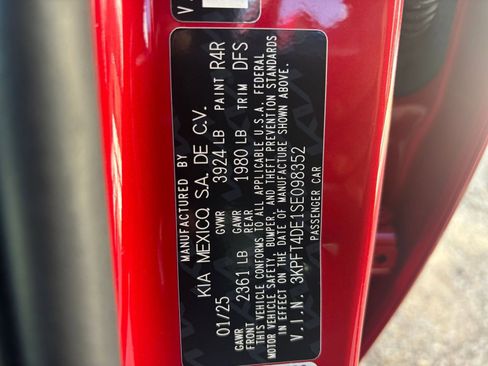 MANUFACTURED BY
KIA MEXICO, S.A. DE C.V.
01/25 GVWR 3924 LB PAINT R4R
GAWR FRONT 2361 LB GAWR REAR 1980 LB TRIM DFS
THIS VEHICLE CONFORMS TO ALL APPLICABLE U.S.A. FEDERAL
MOTOR VEHICLE SAFETY, BUMPER, AND THEFT PREVENTION STANDARDS
IN EFFECT ON THE DATE OF MANUFACTURE SHOWN ABOVE.
V.I.N. 3KPFT4DE1SE098352
PASSENGER CAR